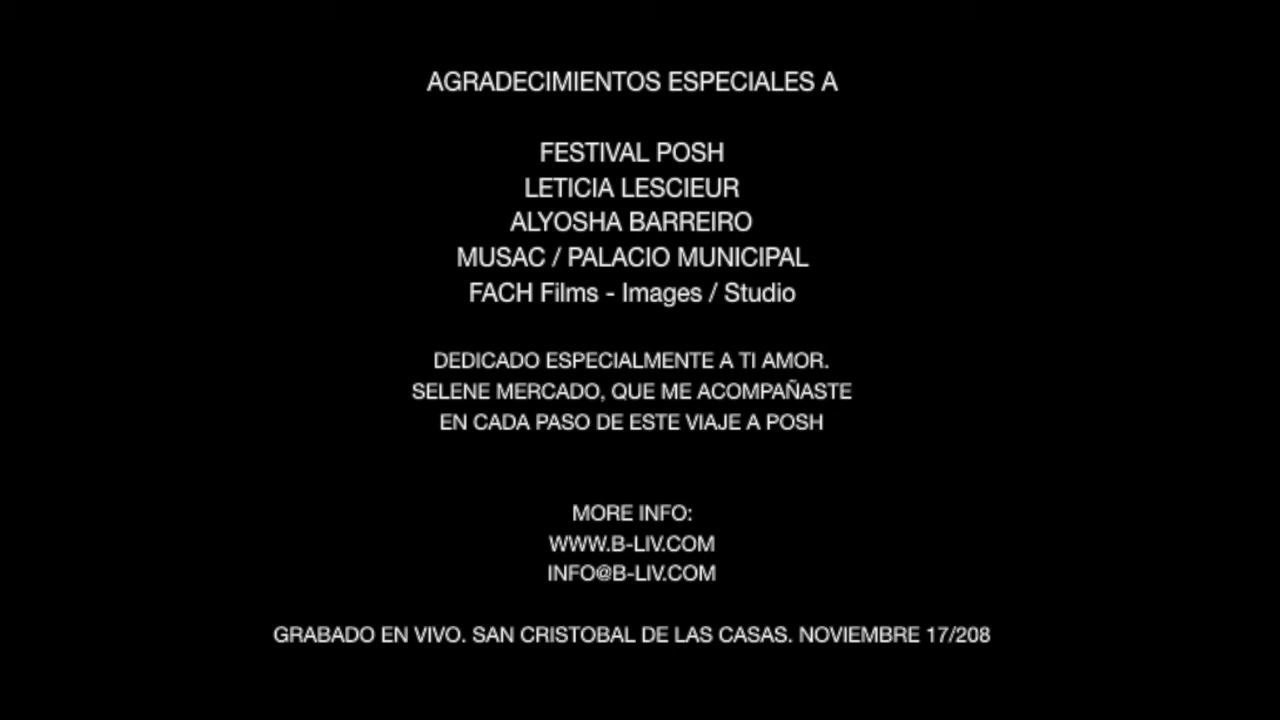 AGRADECIMIENTOS ESPECIALES A
FESTIVAL POSH
LETICIA LESCIEUR
ALYOSHA BARREIRO
MUSAC / PALACIO MUNICIPAL
FACH Films - Images / Studio
DEDICADO ESPECIALMENTE A TI AMOR.
SELENE MERCADO, QUE ME ACOMPAÑASTE
EN CADA PASO DE ESTE VIAJE A POSH
MORE INFO:
WWW.B-LIV.COM
INFO@B-LIV.COM
GRABADO EN VIVO. SAN CRISTOBAL DE LAS CASAS. NOVIEMBRE 17/208